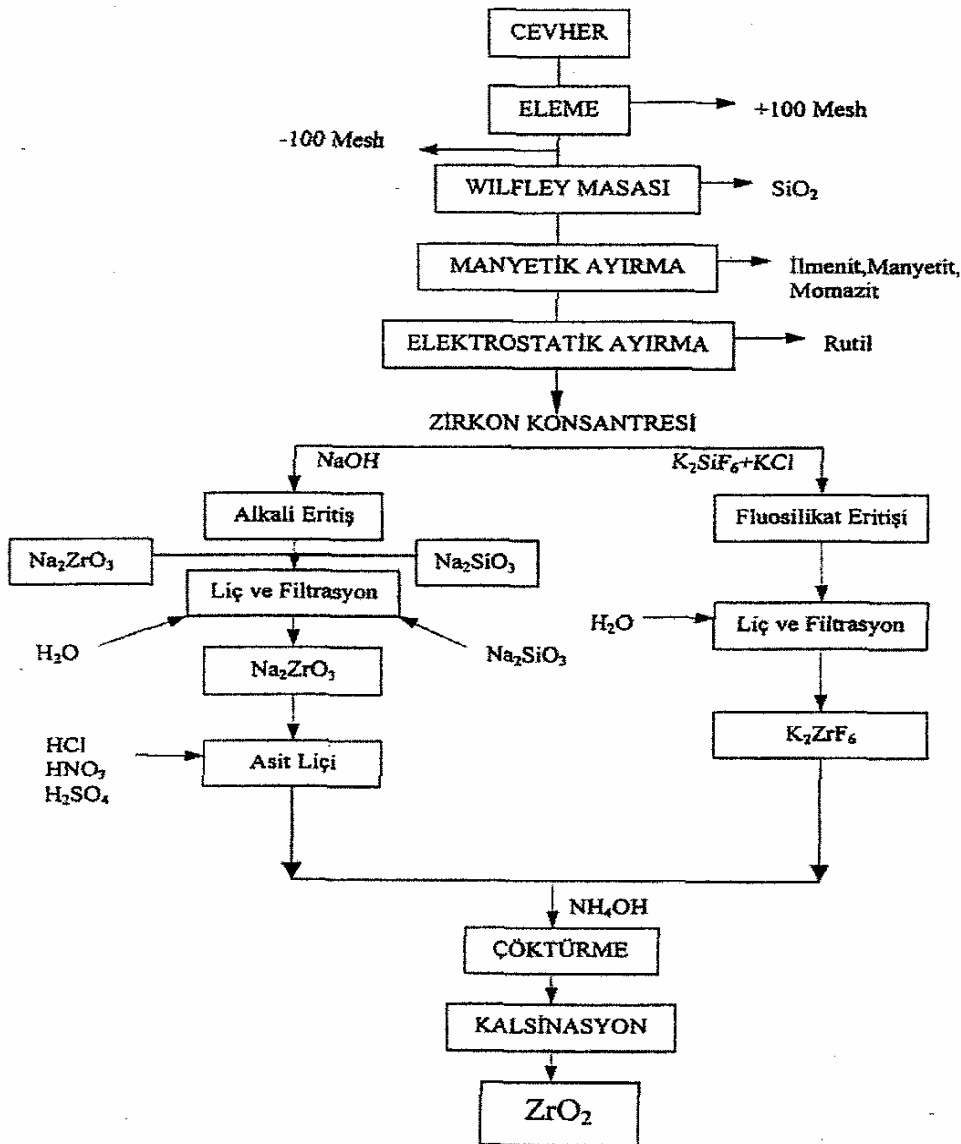 CEVHER
ELEME
+100 Mesh
-100 Mesh
WILFLEY MASASI
SiO₂
MANYETİK AYIRMA
İlmenit,Manyetit,
Momazit
ELEKTROSTATİK AYIRMA
Rutil
ZİRKON KONSANTRESİ
NaOH
K₂SiF₆+KCl
Alkali Eritiş
Fluosilikat Eritişi
Na₂ZrO₃
Na₂SiO₃
Liç ve Filtrasyon
H₂O
Na₂SiO₃
H₂O
Liç ve Filtrasyon
Na₂ZrO₃
K₂ZrF₆
HCl
HNO₃
H₂SO₄
Asit Liçi
NH₄OH
ÇÖKTÜRME
KALSİNASYON
ZrO₂